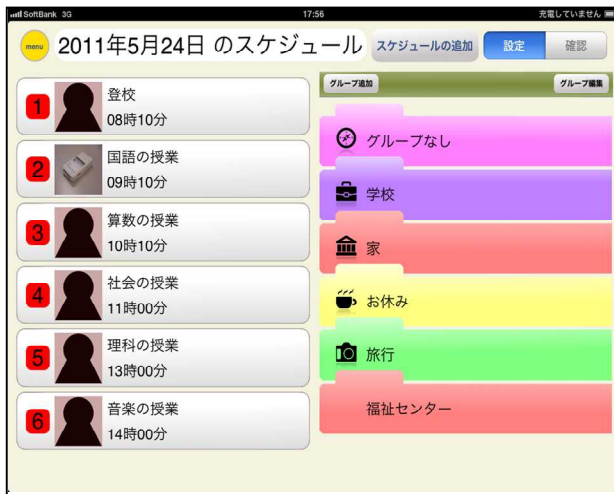 SoftBank 3G 17:56 充電していません
menu 2011年5月24日 のスケジュール スケジュールの追加 設定 確認
グループ追加 グループ編集
1 登校
08時10分
2 国語の授業
09時10分
3 算数の授業
10時10分
4 社会の授業
11時00分
5 理科の授業
13時00分
6 音楽の授業
14時00分
グループなし
学校
家
お休み
旅行
福祉センター